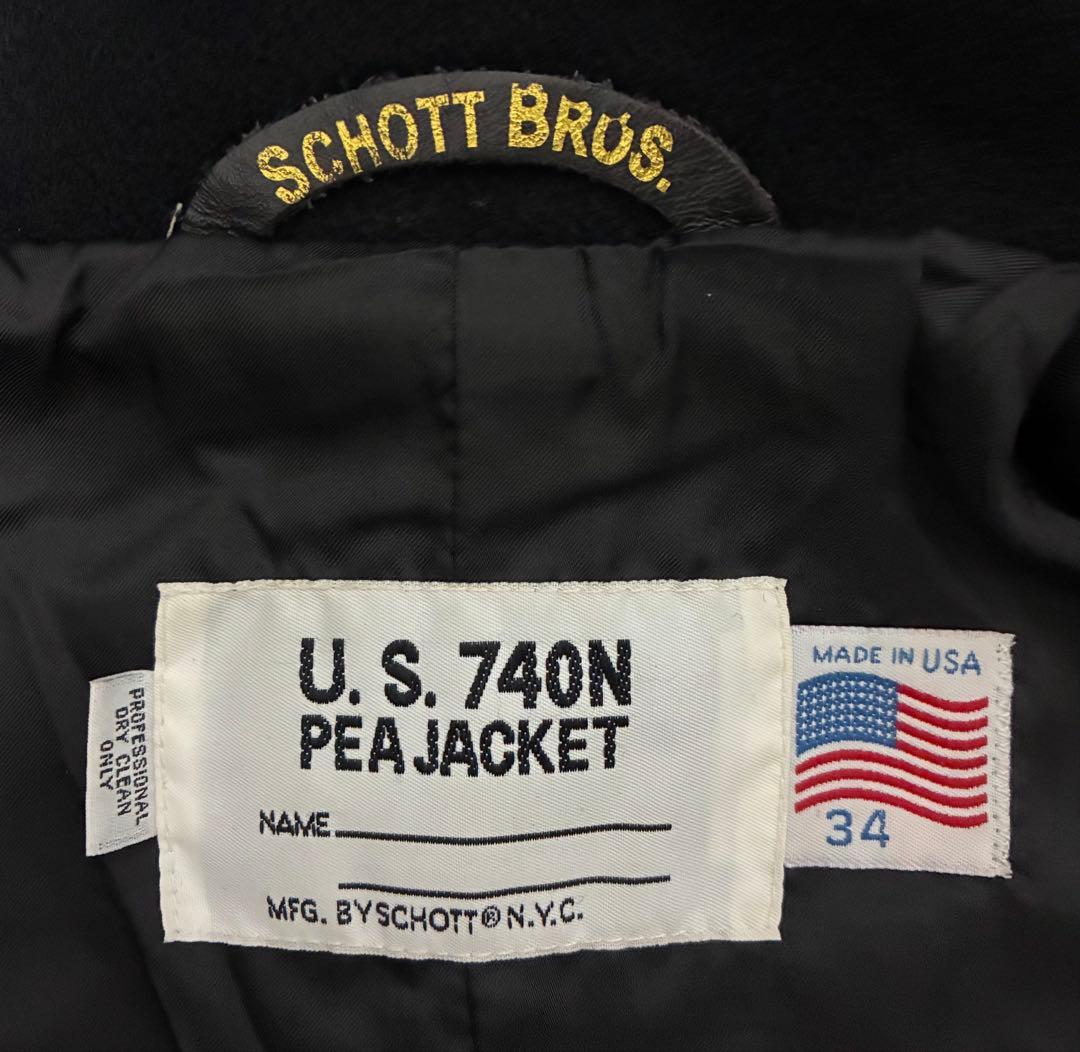 SCHOTT BROS.
U. S. 740N
PEA JACKET
NAME
MFG. BY SCHOTT® N.Y.C.
PROFESSIONAL
DRY CLEAN
ONLY
MADE IN USA
34